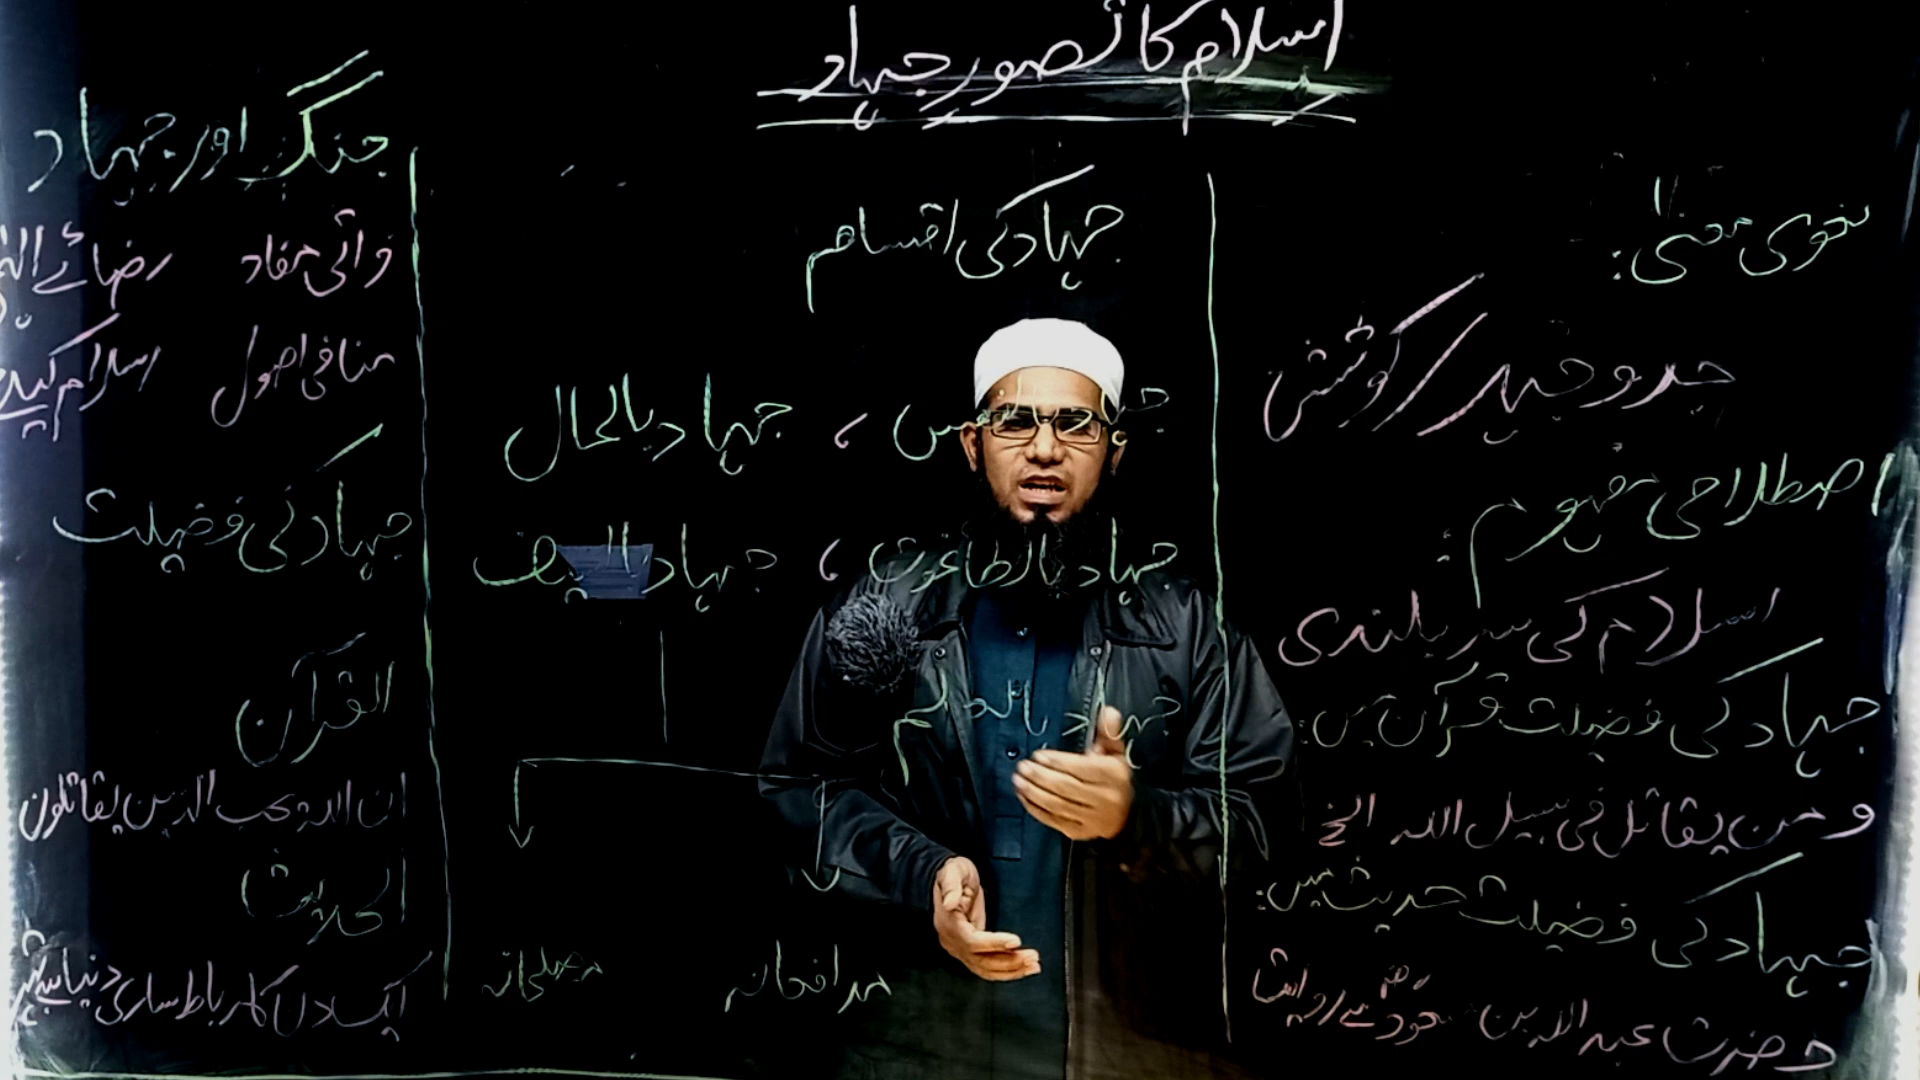 اسلام کا تصورِ جہاد
لغوی معنی:
جدوجہد / کوشش
اصطلاحی مفہوم:
اسلام کی سربلندی
جہاد کی فضیلت قرآن میں:
ومن یقاتل فی سبیل اللہ الخ
جہاد کی فضیلت حدیث میں:
حضرت عبداللہ بن سے روایت
جہاد کی اقسام
جہاد بالنفس ، جہاد بالمال
جہاد بالطاغوت ، جہاد بالسیف
جہاد بالعلم
مدافعانہ مصلحانہ
جنگ اور جہاد
ذاتی مفاد رضائے الہٰی
منافی اصول اسلام کیلئے
جہاد کی فضیلت
القرآن
ان اللہ یحب الذین یقاتلون
الحدیث
ایک دن کا رباط ساری دنیا سے بہتر